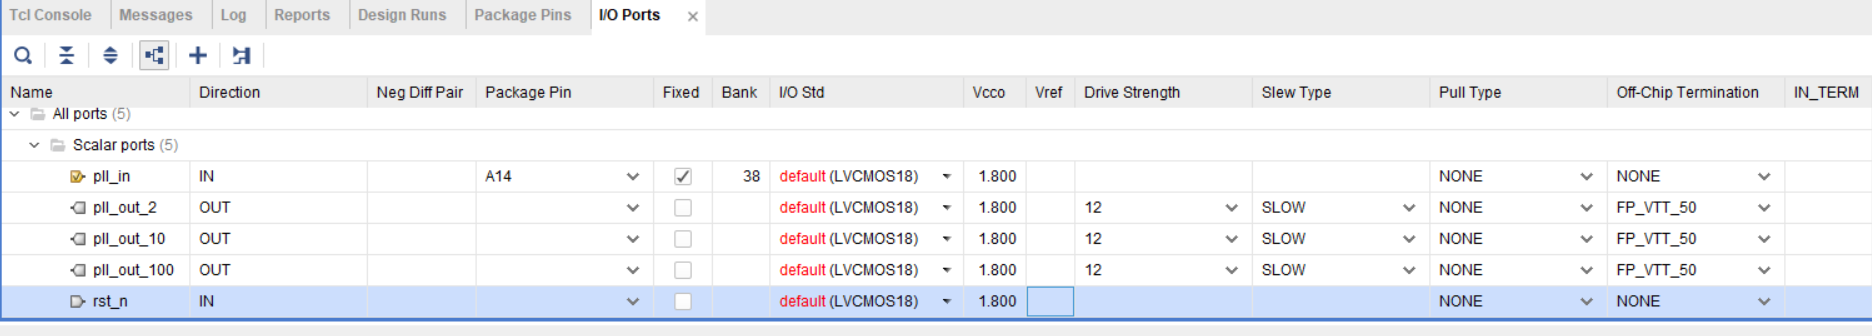 Tcl Console Messages Log Reports Design Runs Package Pins I/O Ports ×
Name Direction Neg Diff Pair Package Pin Fixed Bank I/O Std Vcco Vref Drive Strength Slew Type Pull Type Off-Chip Termination IN_TERM
All ports (5)
Scalar ports (5)
pll_in IN A14 38 default (LVCMOS18) 1.800 NONE NONE
pll_out_2 OUT default (LVCMOS18) 1.800 12 SLOW NONE FP_VTT_50
pll_out_10 OUT default (LVCMOS18) 1.800 12 SLOW NONE FP_VTT_50
pll_out_100 OUT default (LVCMOS18) 1.800 12 SLOW NONE FP_VTT_50
rst_n IN default (LVCMOS18) 1.800 NONE NONE